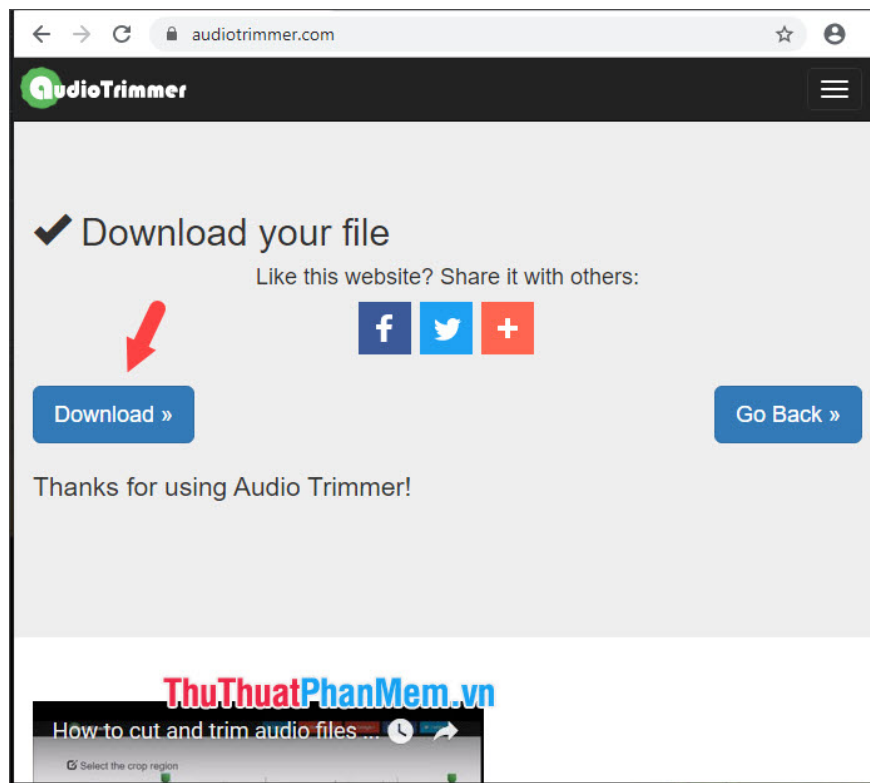 audiotrimmer.com
audioTrimmer
Download your file
Like this website? Share it with others:
f
Download »
Go Back »
Thanks for using Audio Trimmer!
ThuThuatPhanMem.vn
How to cut and trim audio files ...
Select the crop region